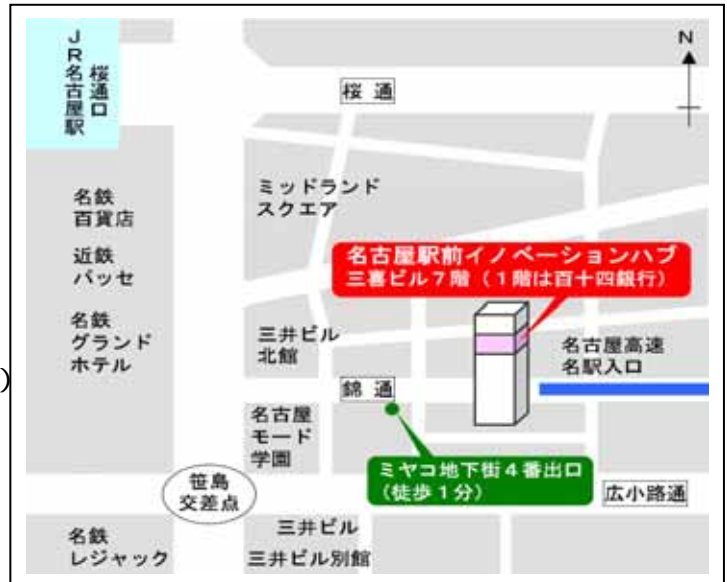 JR名古屋駅
桜通口
N
桜 通
名鉄
百貨店
ミッドランド
スクエア
近鉄
パッセ
名古屋駅前イノベーションハブ
三喜ビル7階（1階は百十四銀行）
名鉄
グランド
ホテル
三井ビル
北館
名古屋高速
名駅入口
)
錦 通
名古屋
モード
学園
ミヤコ地下街4番出口
(徒歩1分)
笹島
交差点
広小路通
名鉄
レジャック
三井ビル
三井ビル別館